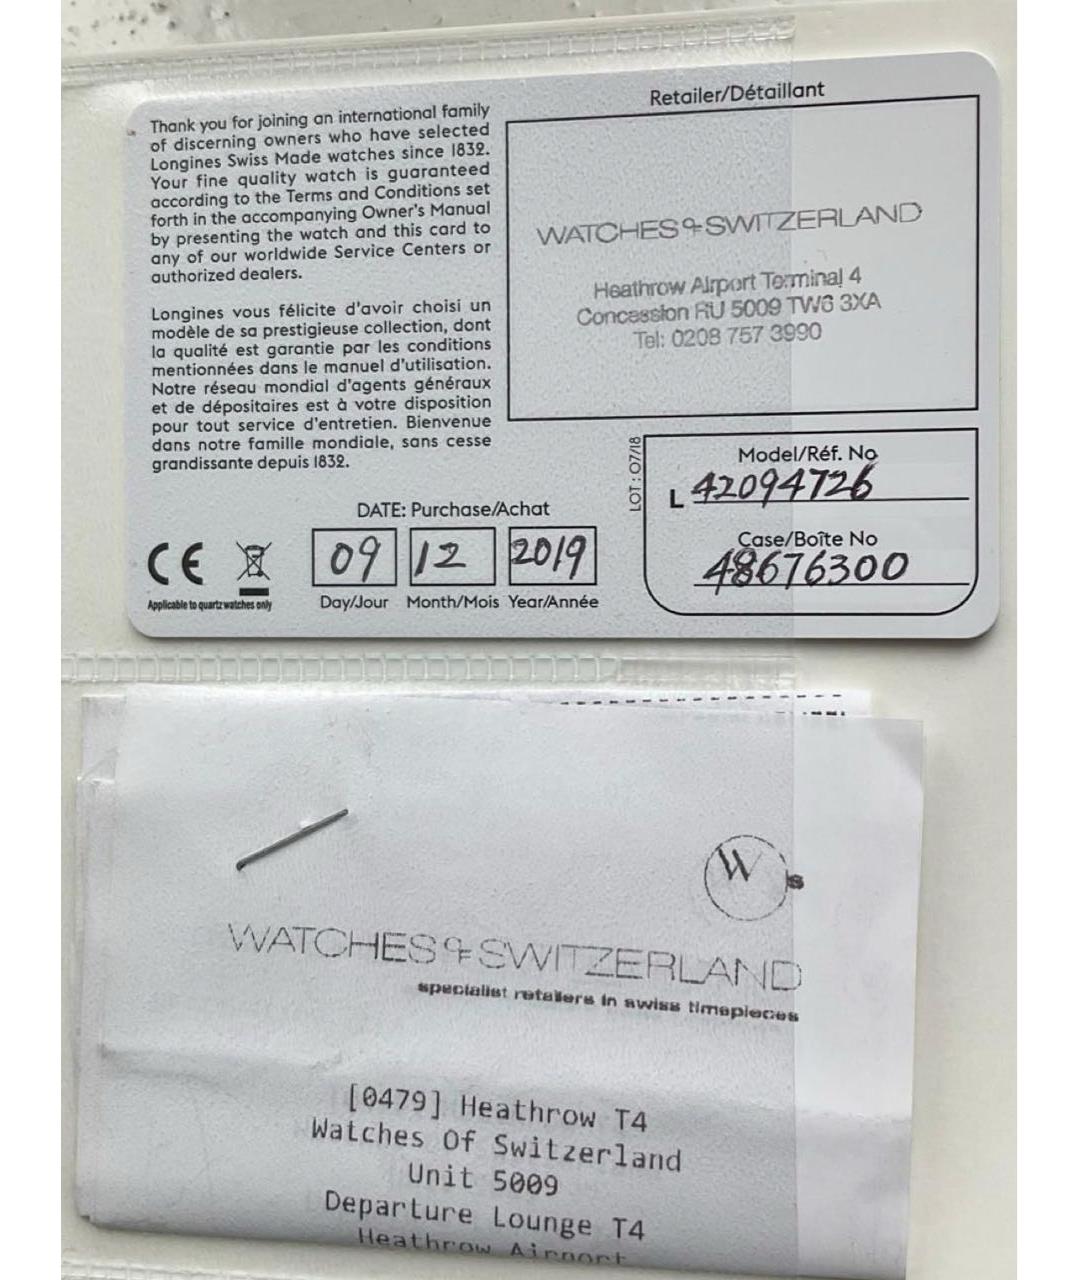 Thank you for joining an international family
of discerning owners who have selected
Longines Swiss Made watches since 1832.
Your fine quality watch is guaranteed
according to the Terms and Conditions set
forth in the accompanying Owner's Manual
by presenting the watch and this card to
any of our worldwide Service Centers or
authorized dealers.
Longines vous félicite d'avoir choisi un
modèle de sa prestigieuse collection, dont
la qualité est garantie par les conditions
mentionnées dans le manuel d'utilisation.
Notre réseau mondial d'agents généraux
et de dépositaires est à votre disposition
pour tout service d'entretien. Bienvenue
dans notre famille mondiale, sans cesse
grandissante depuis 1832.
Retailer/Détaillant
WATCHES OF SWITZERLAND
Heathrow Airport Terminal 4
Concession RU 5009 TW6 3XA
Tel: 0208 757 3990
LOT: 07/18
Model/Réf. No
L 42094726
Case/Boîte No
48676300
DATE: Purchase/Achat
09 12 2019
Day/Jour Month/Mois Year/Année
CE
Applicable to quartz watches only
W s
WATCHES OF SWITZERLAND
specialist retailers in swiss timepieces
[0479] Heathrow T4
Watches Of Switzerland
Unit 5009
Departure Lounge T4
Heathrow Airport